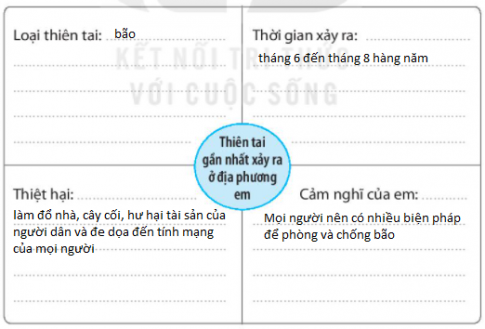 Loại thiên tai: bão
Thời gian xảy ra:
tháng 6 đến tháng 8 hàng năm
KẾT NỐI TRI THỨC
VỚI CUỘC SỐNG
Thiên tai
gần nhất xảy ra
ở địa phương
em
Thiệt hại:
làm đổ nhà, cây cối, hư hại tài sản của
người dân và đe dọa đến tính mạng
của mọi người
Cảm nghĩ của em:
Mọi người nên có nhiều biện pháp
để phòng và chống bão